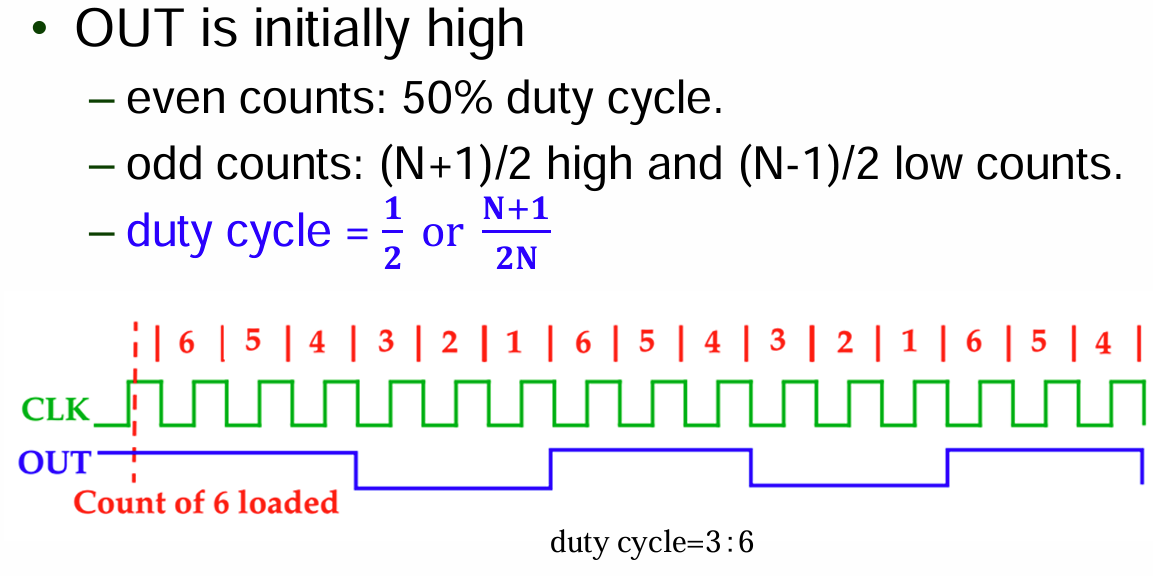 • OUT is initially high
– even counts: 50% duty cycle.
– odd counts: (N+1)/2 high and (N-1)/2 low counts.
– duty cycle = 1/2 or N+1/2N
| 6 | 5 | 4 | 3 | 2 | 1 | 6 | 5 | 4 | 3 | 2 | 1 | 6 | 5 | 4 |
CLK
OUT
Count of 6 loaded
duty cycle=3:6